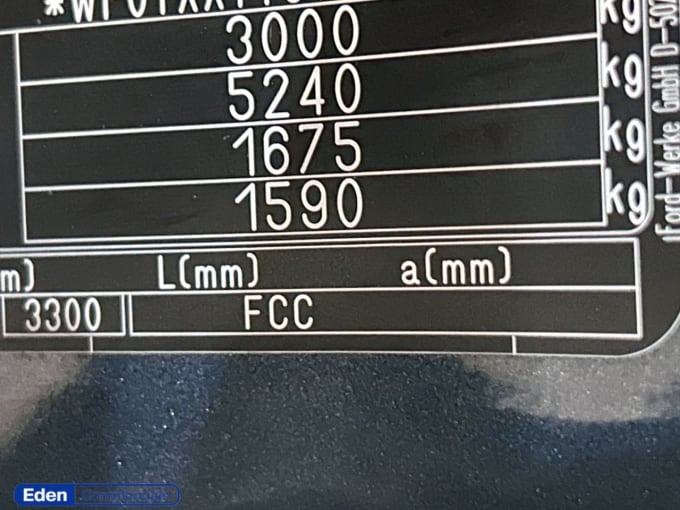 3000 kg
5240 kg
1675 kg
1590 kg
m) L(mm) a(mm)
3300 FCC
Ford-Werke GmbH D-50
Eden